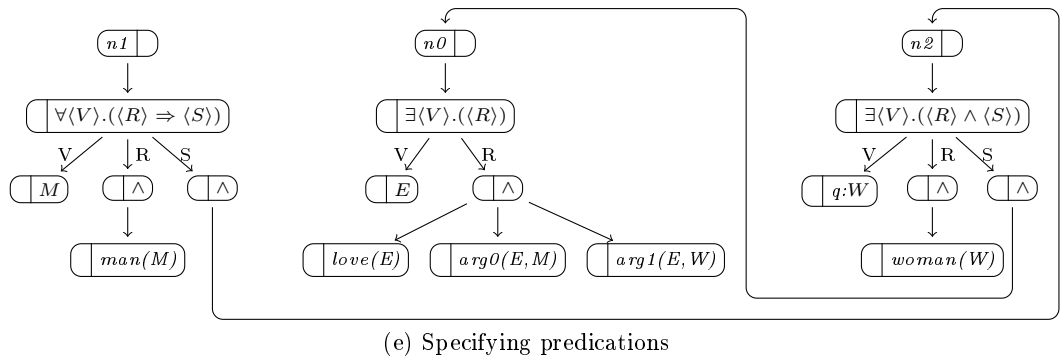 n1 n0 n2
∀⟨V⟩.(⟨R⟩ ⇒ ⟨S⟩) ∃⟨V⟩.(⟨R⟩) ∃⟨V⟩.(⟨R⟩ ∧ ⟨S⟩)
V R S V R V R S
M ∧ ∧ E ∧ q:W ∧ ∧
man(M) love(E) arg0(E,M) arg1(E,W) woman(W)
(e) Specifying predications